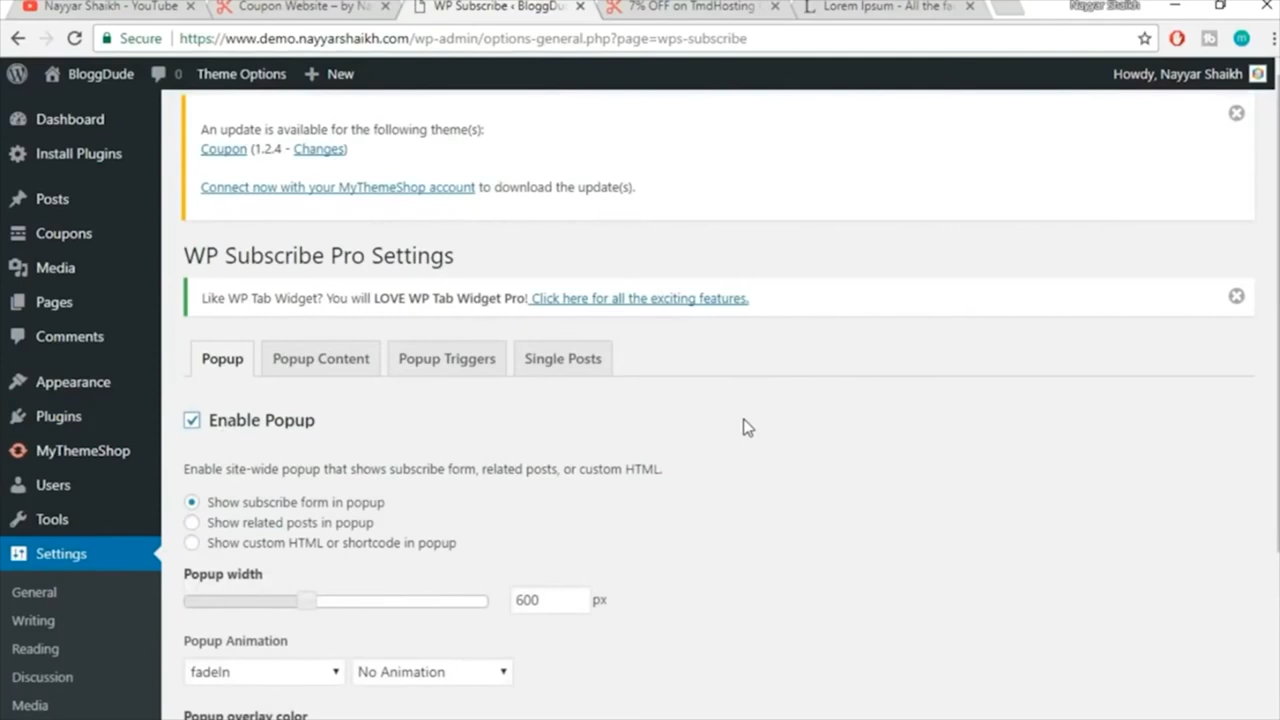 Nayyar Shaikh - YouTube
Coupon Website – by Na
WP Subscribe ‹ BloggDu
7% OFF on TmdHosting
Lorem Ipsum - All the fa
Nayyar Shaikh
Secure
https://www.demo.nayyarshaikh.com/wp-admin/options-general.php?page=wps-subscribe
BloggDude
0
Theme Options
New
Howdy, Nayyar Shaikh
Dashboard
Install Plugins
Posts
Coupons
Media
Pages
Comments
Appearance
Plugins
MyThemeShop
Users
Tools
Settings
General
Writing
Reading
Discussion
Media
An update is available for the following theme(s):
Coupon (1.2.4 - Changes)
Connect now with your MyThemeShop account to download the update(s).
WP Subscribe Pro Settings
Like WP Tab Widget? You will LOVE WP Tab Widget Pro! Click here for all the exciting features.
Popup
Popup Content
Popup Triggers
Single Posts
Enable Popup
Enable site-wide popup that shows subscribe form, related posts, or custom HTML.
Show subscribe form in popup
Show related posts in popup
Show custom HTML or shortcode in popup
Popup width
600 px
Popup Animation
fadeIn
No Animation
Popup overlay color